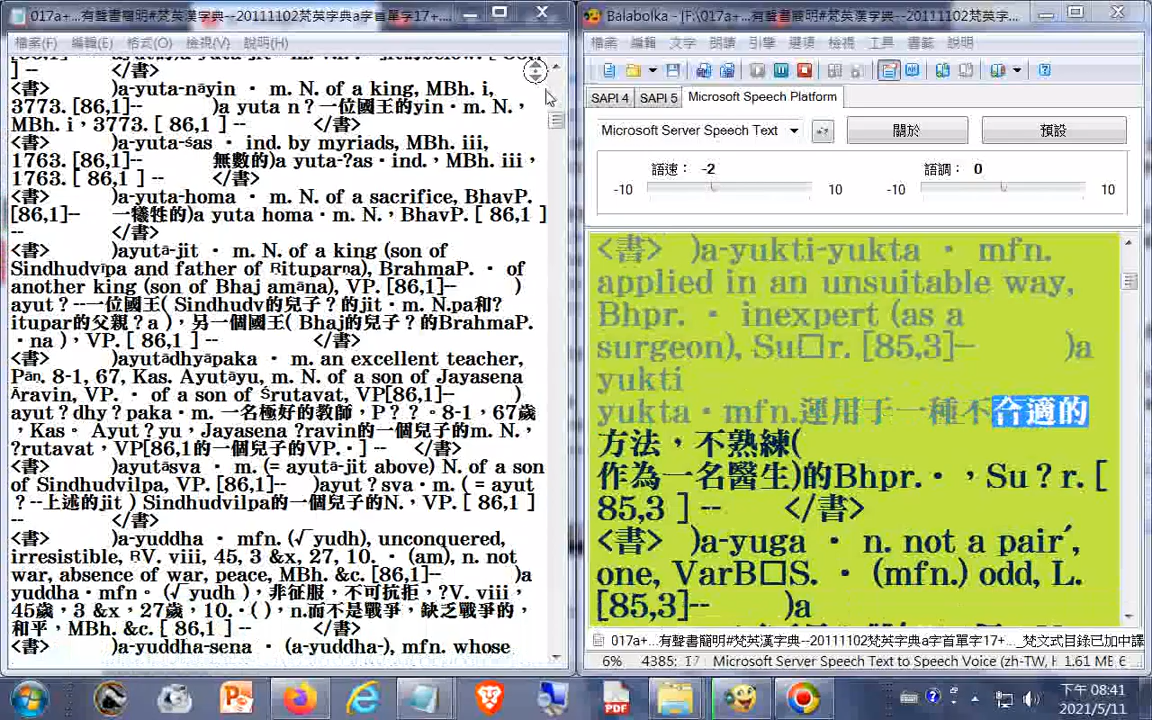 017a+...有聲書簡明#梵英漢字典--20111102梵英字典a字首單字17+...
檔案(F) 編輯(E) 格式(O) 檢視(V) 說明(H)
] -- </書>
<書> )a-yuta-nāyin ‧ m. N. of a king, MBh. i,
3773. [86,1]-- )a yuta n？一位國王的yin‧m. N.，
MBh. i，3773. [ 86,1 ] -- </書>
<書> )a-yuta-śas ‧ ind. by myriads, MBh. iii,
1763. [86,1]-- 無數的)a yuta-?as‧ind.，MBh. iii，
1763. [ 86,1 ] -- </書>
<書> )a-yuta-homa ‧ m. N. of a sacrifice, BhavP.
[86,1]-- 一犧牲的)a yuta homa‧m. N.，BhavP. [ 86,1 ]
-- </書>
<書> )ayutā-jit ‧ m. N. of a king (son of
Sindhudvīpa and father of Rituparṇa), BrahmaP. ‧ of
another king (son of Bhaj amāna), VP. [86,1]-- )
ayut？--一位國王( Sindhudv的兒子？的jit‧m. N.pa和?
itupar的父親？a )，另一個國王( Bhaj的兒子？的BrahmaP.
‧na )，VP. [ 86,1 ] </書>
<書> )ayutādhyāpaka ‧ m. an excellent teacher,
Pāṇ. 8-1, 67, Kas. Ayutāyu, m. N. of a son of Jayasena
Āravin, VP. ‧ of a son of Śrutavat, VP[86,1]-- )
ayut？dhy？paka‧m. 一名極好的教師，P？？。8-1，67歲
，Kas。Ayut？yu，Jayasena ?ravin的一個兒子的m. N.，
?rutavat，VP[86,1的一個兒子的VP.‧] -- </書>
<書> )ayutāsva ‧ m. (= ayutā-jit above) N. of a son
of Sindhudvilpa, VP. [86,1]-- )ayut？sva‧m. ( = ayut
？--上述的jit ) Sindhudvilpa的一個兒子的N.，VP. [ 86,1 ]
-- </書>
<書> )a-yuddha ‧ mfn. (√yudh), unconquered,
irresistible, RV. viii, 45, 3 &x, 27, 10. ‧ (am), n. not
war, absence of war, peace, MBh. &c. [86,1]-- )a
yuddha‧mfn。(√yudh )，非征服，不可抗拒，?V. viii，
45歲，3 &x，27歲，10.‧( )，n.而不是戰爭，缺乏戰爭的，
和平，MBh. &c. [ 86,1 ] -- </書>
<書> )a-yuddha-sena ‧ (a-yuddha-), mfn. whose
Balabolka - [F:\017a+...有聲書簡明#梵英漢字典--20111102梵英字...
檔案 編輯 文字 朗讀 引擎 選項 檢視 工具 書籤 說明
SAPI 4 SAPI 5 Microsoft Speech Platform
Microsoft Server Speech Text 關於 預設
語速： -2 語調： 0
-10 10 -10 10
<書> )a-yukti-yukta ‧ mfn.
applied in an unsuitable way,
Bhpr. ‧ inexpert (as a
surgeon), Su□r. [85,3]-- )a
yukti
yukta‧mfn.運用于一種不合適的
方法，不熟練(
作為一名醫生)的Bhpr.‧，Su？r. [
85,3 ] -- </書>
<書> )a-yuga ‧ n. not a pair′,
one, VarB□S. ‧ (mfn.) odd, L.
[85,3]-- )a
017a+...有聲書簡明#梵英漢字典--20111102梵英字典a字首單字17+..._梵文式目錄已加中譯
6% 4385: 17 Microsoft Server Speech Text to Speech Voice (zh-TW, H 1.61 MB 6
PDF
下午 08:41
2021/5/11